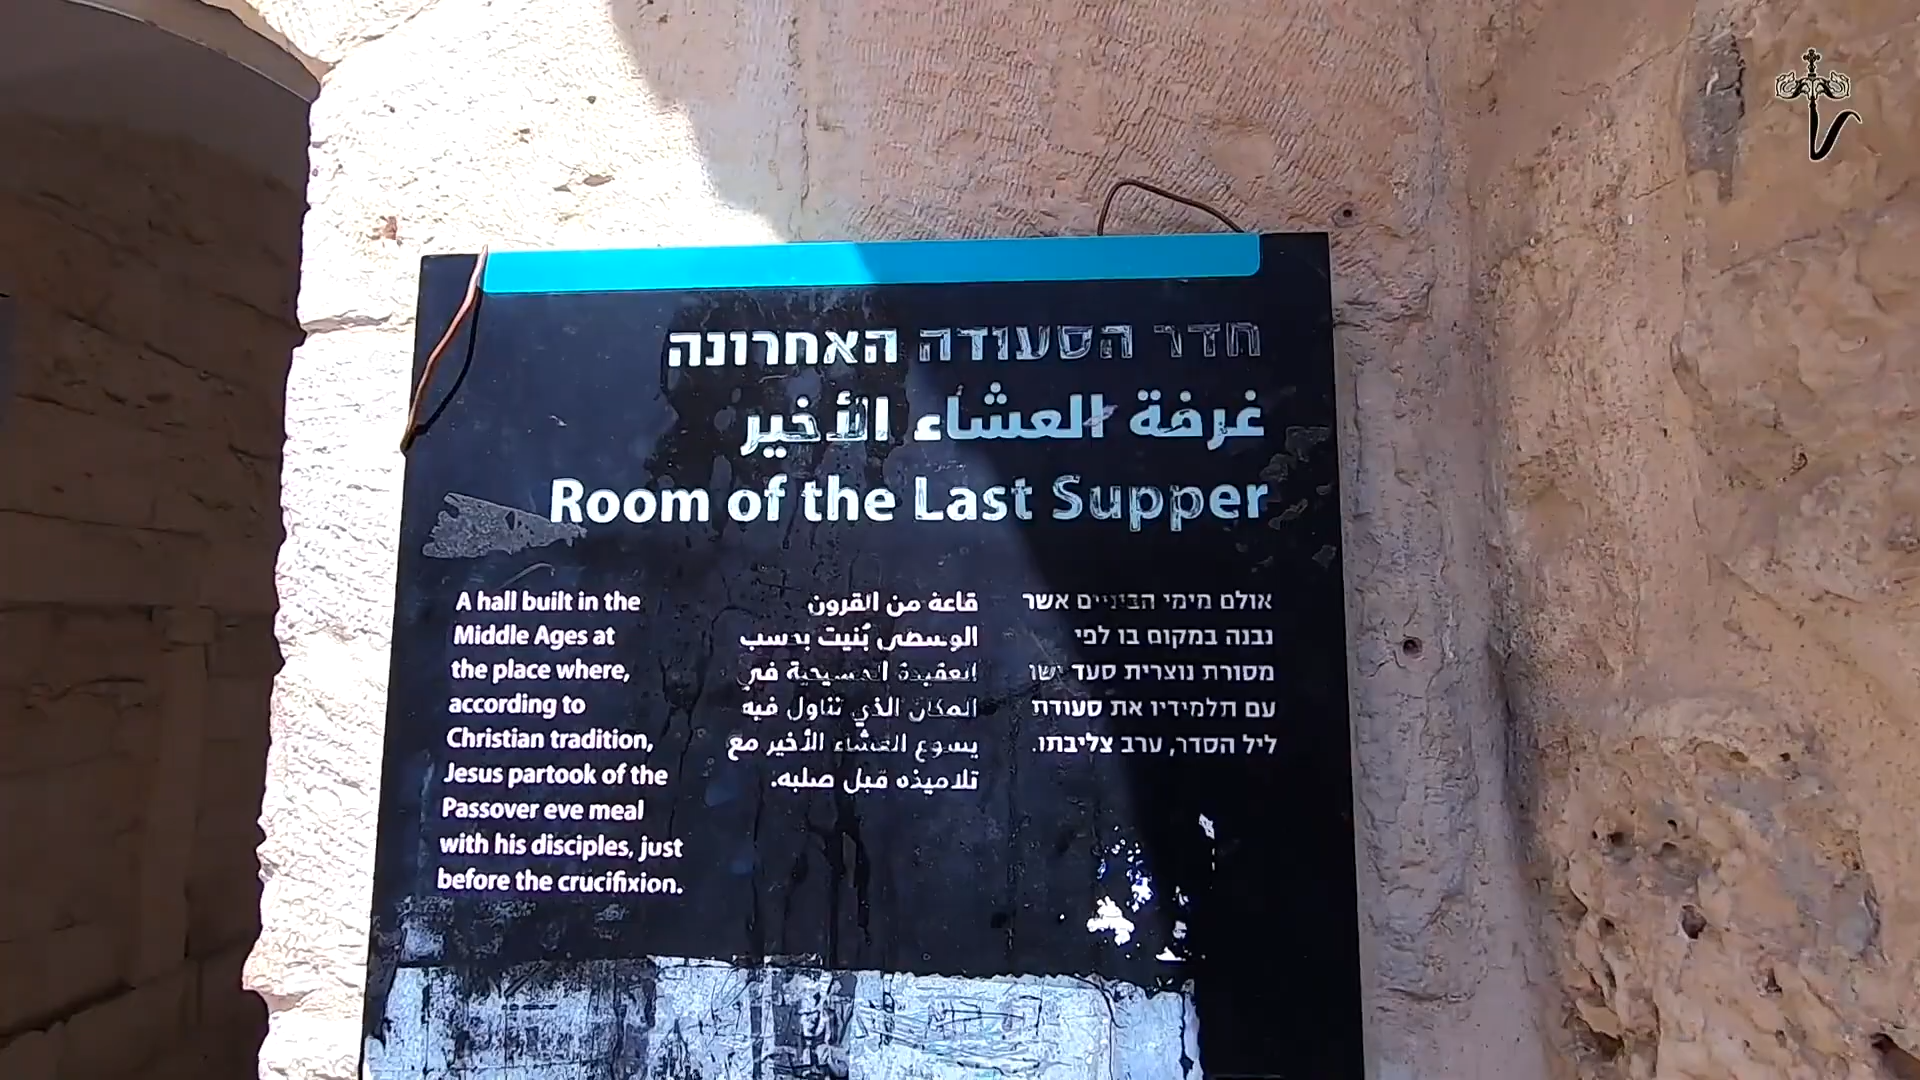 חדר הסעודה האחרונה
غرفة العشاء الأخير
Room of the Last Supper
A hall built in the
Middle Ages at
the place where,
according to
Christian tradition,
Jesus partook of the
Passover eve meal
with his disciples, just
before the crucifixion.
قاعة من القرون
الوسطى بُنيت بحسب
العقيدة المسيحية في
المكان الذي تناول فيه
يسوع العشاء الأخير مع
تلاميذه قبل صلبه.
אולם מימי הביניים אשר
נבנה במקום בו לפי
מסורת נוצרית סעד ישו
עם תלמידיו את סעודת
ליל הסדר, ערב צליבתו.